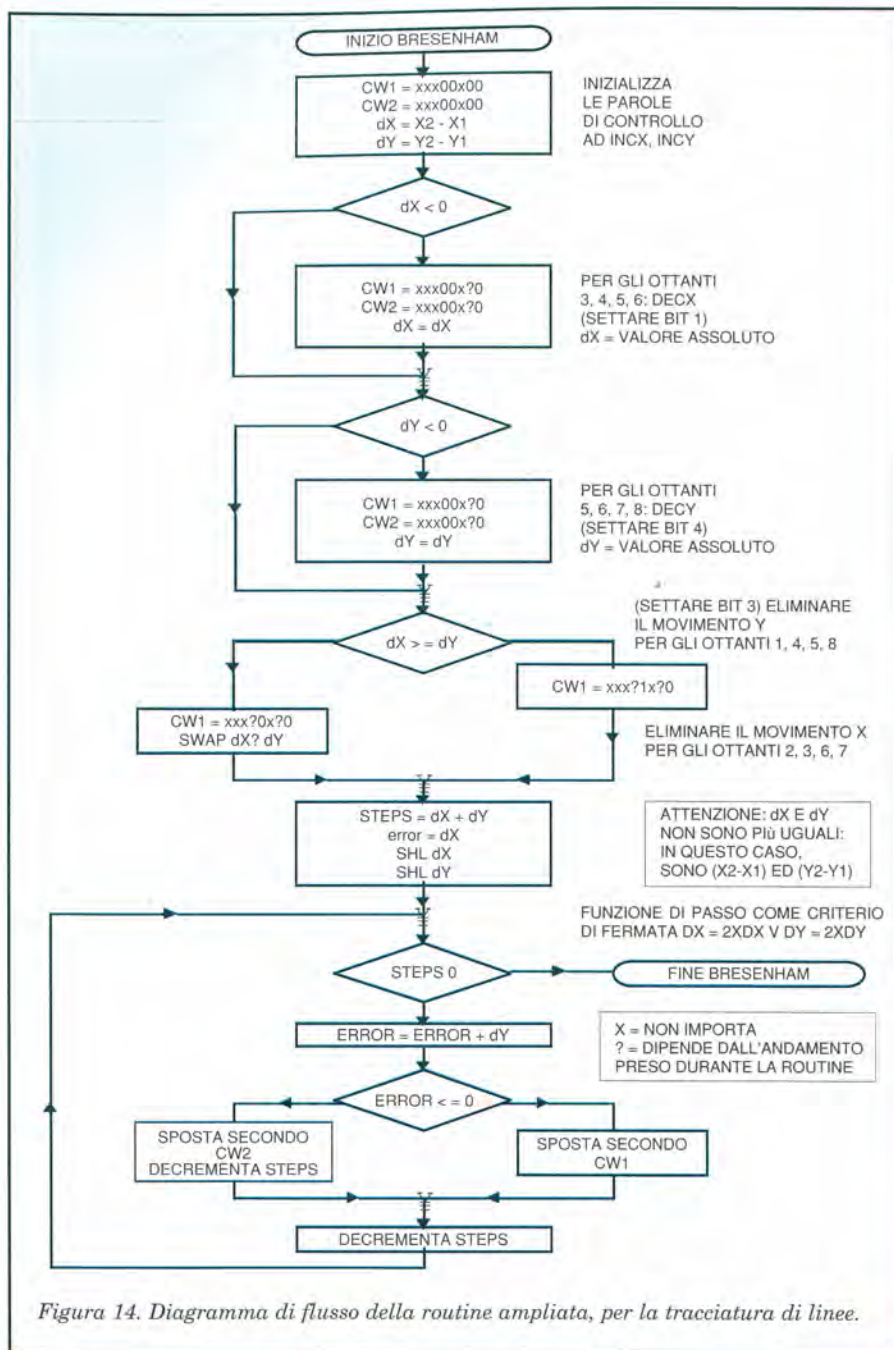 INIZIO BRESENHAM
CW1 = xxx00x00
CW2 = xxx00x00
dX = X2 - X1
dY = Y2 - Y1
INIZIALIZZA
LE PAROLE
DI CONTROLLO
AD INCX, INCY
dX < 0
CW1 = xxx00x?0
CW2 = xxx00x?0
dX = dX
PER GLI OTTANTI
3, 4, 5, 6: DECX
(SETTARE BIT 1)
dX = VALORE ASSOLUTO
dY < 0
CW1 = xxx00x?0
CW2 = xxx00x?0
dY = dY
PER GLI OTTANTI
5, 6, 7, 8: DECY
(SETTARE BIT 4)
dY = VALORE ASSOLUTO
(SETTARE BIT 3) ELIMINARE
IL MOVIMENTO Y
PER GLI OTTANTI 1, 4, 5, 8
dX >= dY
CW1 = xxx?1x?0
CW1 = xxx?0x?0
SWAP dX? dY
ELIMINARE IL MOVIMENTO X
PER GLI OTTANTI 2, 3, 6, 7
STEPS = dX + dY
error = dX
SHL dX
SHL dY
ATTENZIONE: dX E dY
NON SONO PIù UGUALI:
IN QUESTO CASO,
SONO (X2-X1) ED (Y2-Y1)
FUNZIONE DI PASSO COME CRITERIO
DI FERMATA DX = 2XDX V DY = 2XDY
STEPS 0
FINE BRESENHAM
ERROR = ERROR + dY
X = NON IMPORTA
? = DIPENDE DALL'ANDAMENTO
PRESO DURANTE LA ROUTINE
ERROR <= 0
SPOSTA SECONDO
CW2
DECREMENTA STEPS
SPOSTA SECONDO
CW1
DECREMENTA STEPS
Figura 14. Diagramma di flusso della routine ampliata, per la tracciatura di linee.